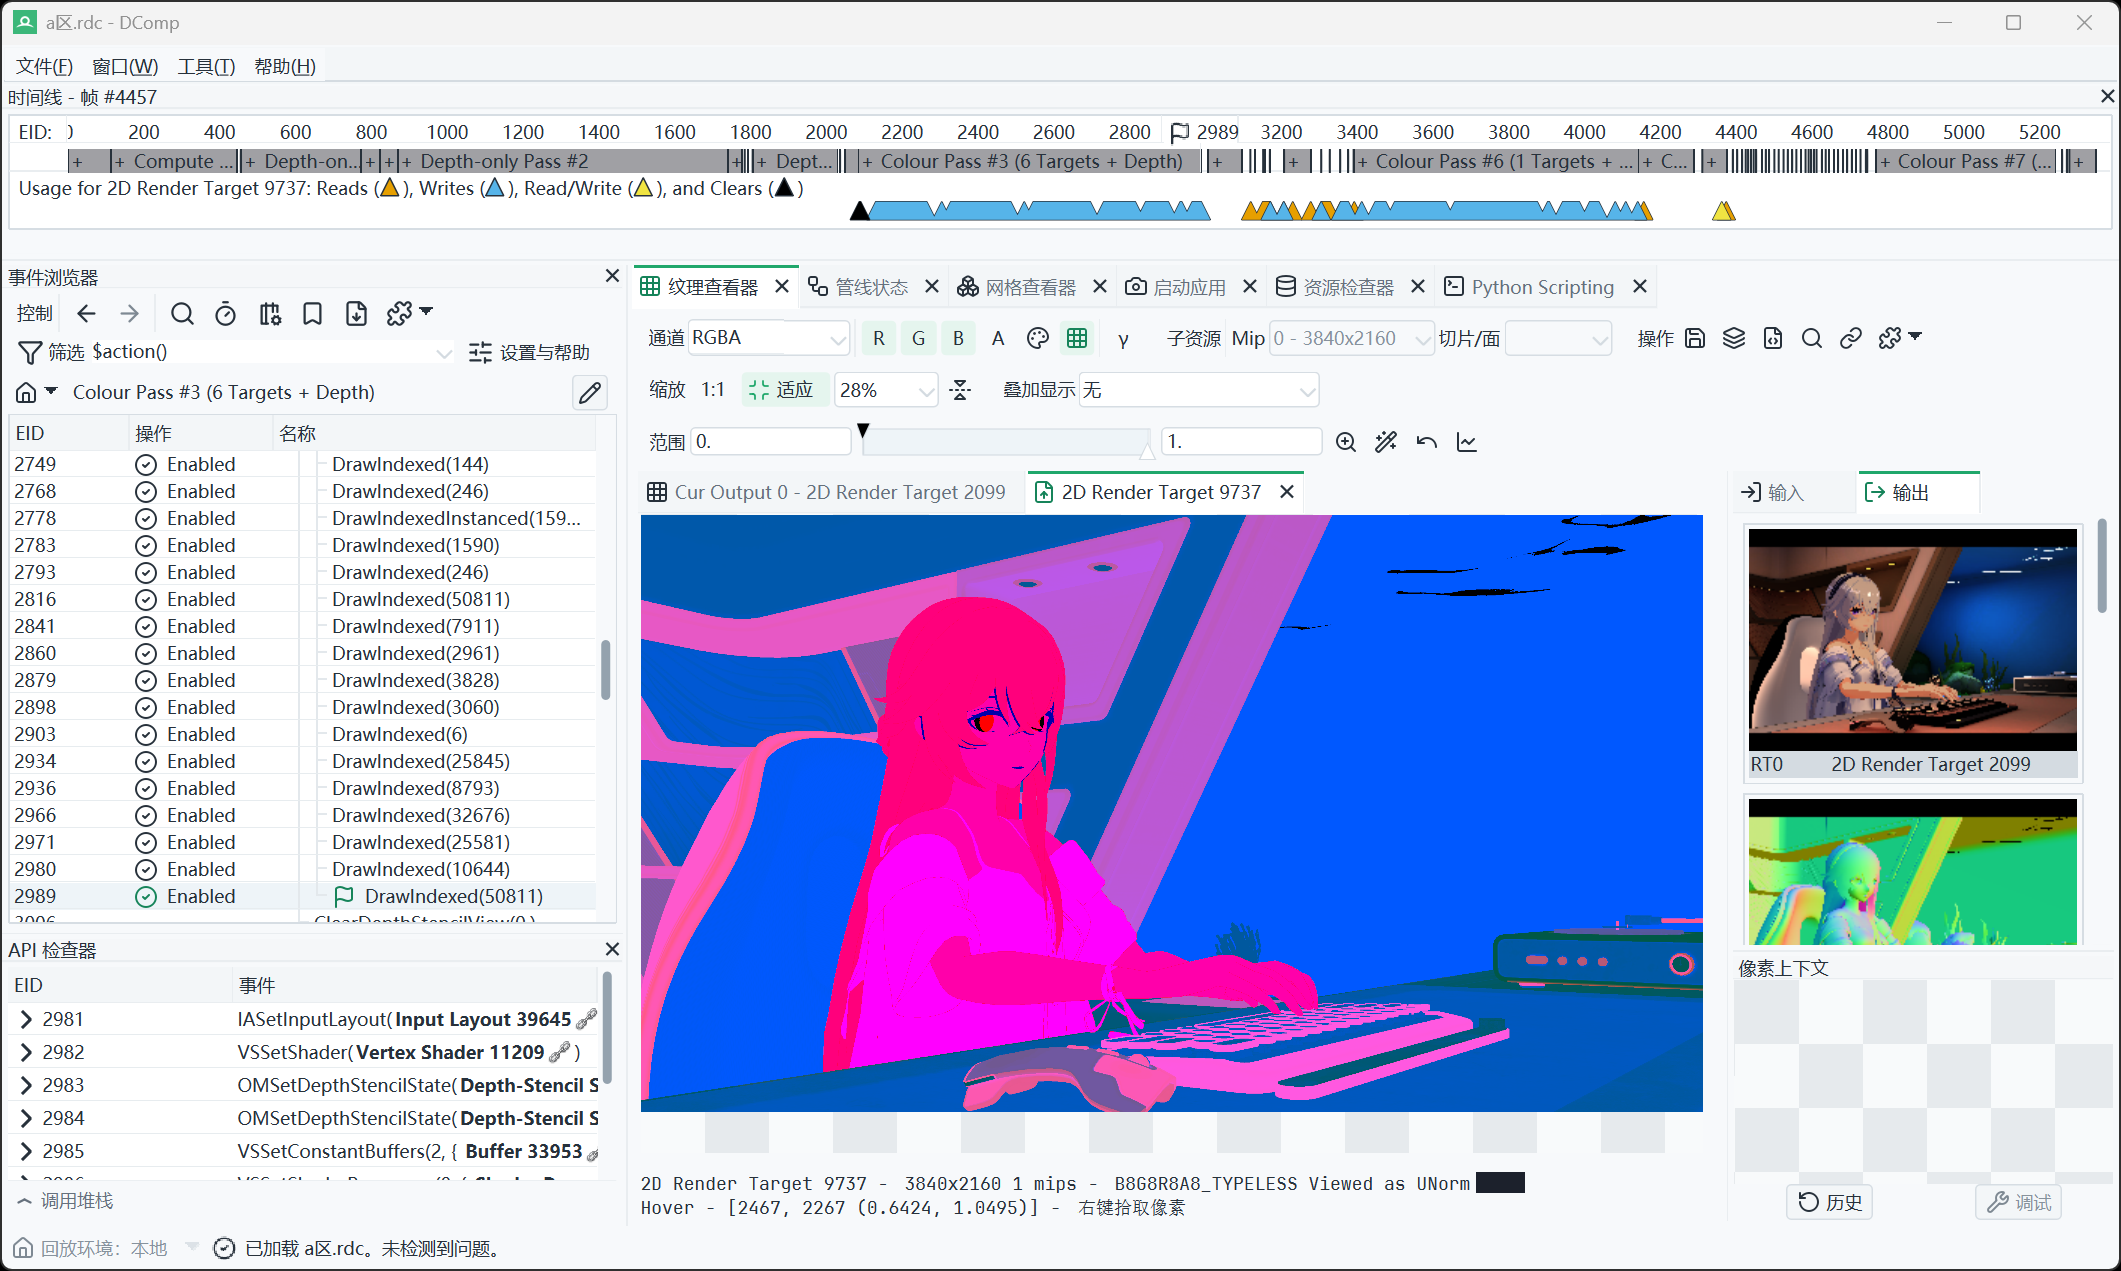 a区.rdc - DComp
文件(F) 窗口(W) 工具(T) 帮助(H)
时间线 - 帧 #4457
EID: 200 400 600 800 1000 1200 1400 1600 1800 2000 2200 2400 2600 2800 2989 3200 3400 3600 3800 4000 4200 4400 4600 4800 5000 5200
+ + Compute ... + Depth-on... + + + Depth-only Pass #2 + + Dept... + Colour Pass #3 (6 Targets + Depth) + + + Colour Pass #6 (1 Targets + ... + C... + + Colour Pass #7 (... +
Usage for 2D Render Target 9737: Reads ( ), Writes ( ), Read/Write ( ), and Clears ( )
事件浏览器
控制
筛选 $action() 设置与帮助
Colour Pass #3 (6 Targets + Depth)
EID 操作 名称
2749 Enabled DrawIndexed(144)
2768 Enabled DrawIndexed(246)
2778 Enabled DrawIndexedInstanced(159...
2783 Enabled DrawIndexed(1590)
2793 Enabled DrawIndexed(246)
2816 Enabled DrawIndexed(50811)
2841 Enabled DrawIndexed(7911)
2860 Enabled DrawIndexed(2961)
2879 Enabled DrawIndexed(3828)
2898 Enabled DrawIndexed(3060)
2903 Enabled DrawIndexed(6)
2934 Enabled DrawIndexed(25845)
2936 Enabled DrawIndexed(8793)
2966 Enabled DrawIndexed(32676)
2971 Enabled DrawIndexed(25581)
2980 Enabled DrawIndexed(10644)
2989 Enabled DrawIndexed(50811)
API 检查器
EID 事件
2981 IASetInputLayout(Input Layout 39645
2982 VSSetShader(Vertex Shader 11209 )
2983 OMSetDepthStencilState(Depth-Stencil S
2984 OMSetDepthStencilState(Depth-Stencil S
2985 VSSetConstantBuffers(2, { Buffer 33953
调用堆栈
纹理查看器 管线状态 网格查看器 启动应用 资源检查器 Python Scripting
通道 RGBA R G B A γ 子资源 Mip 0 - 3840x2160 切片/面 操作
缩放 1:1 适应 28% 叠加显示 无
范围 0. 1.
Cur Output 0 - 2D Render Target 2099 2D Render Target 9737
2D Render Target 9737 - 3840x2160 1 mips - B8G8R8A8_TYPELESS Viewed as UNorm
Hover - [2467, 2267 (0.6424, 1.0495)] - 右键拾取像素
输入 输出
RT0 2D Render Target 2099
像素上下文
历史 调试
回放环境: 本地 已加载 a区.rdc。未检测到问题。